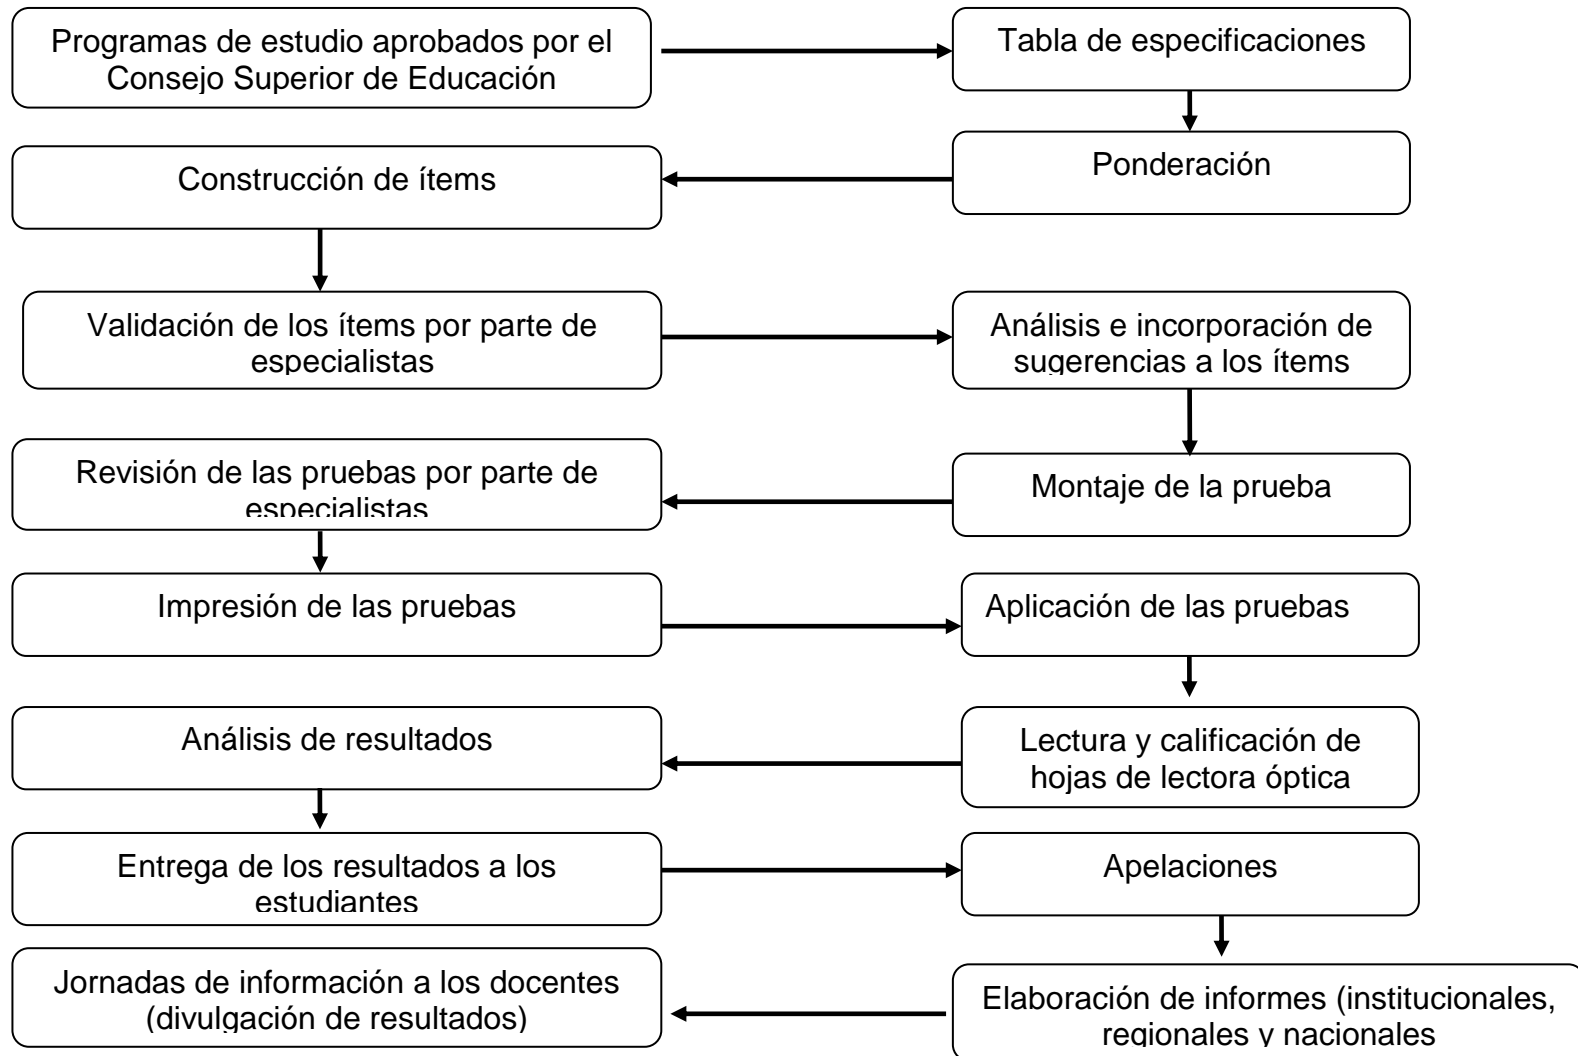 Programas de estudio aprobados por el
Consejo Superior de Educación
Tabla de especificaciones
Ponderación
Construcción de ítems
Validación de los ítems por parte de
especialistas
Análisis e incorporación de
sugerencias a los ítems
Montaje de la prueba
Revisión de las pruebas por parte de
especialistas
Impresión de las pruebas
Aplicación de las pruebas
Lectura y calificación de
hojas de lectora óptica
Análisis de resultados
Entrega de los resultados a los
estudiantes
Apelaciones
Elaboración de informes (institucionales,
regionales y nacionales
Jornadas de información a los docentes
(divulgación de resultados)